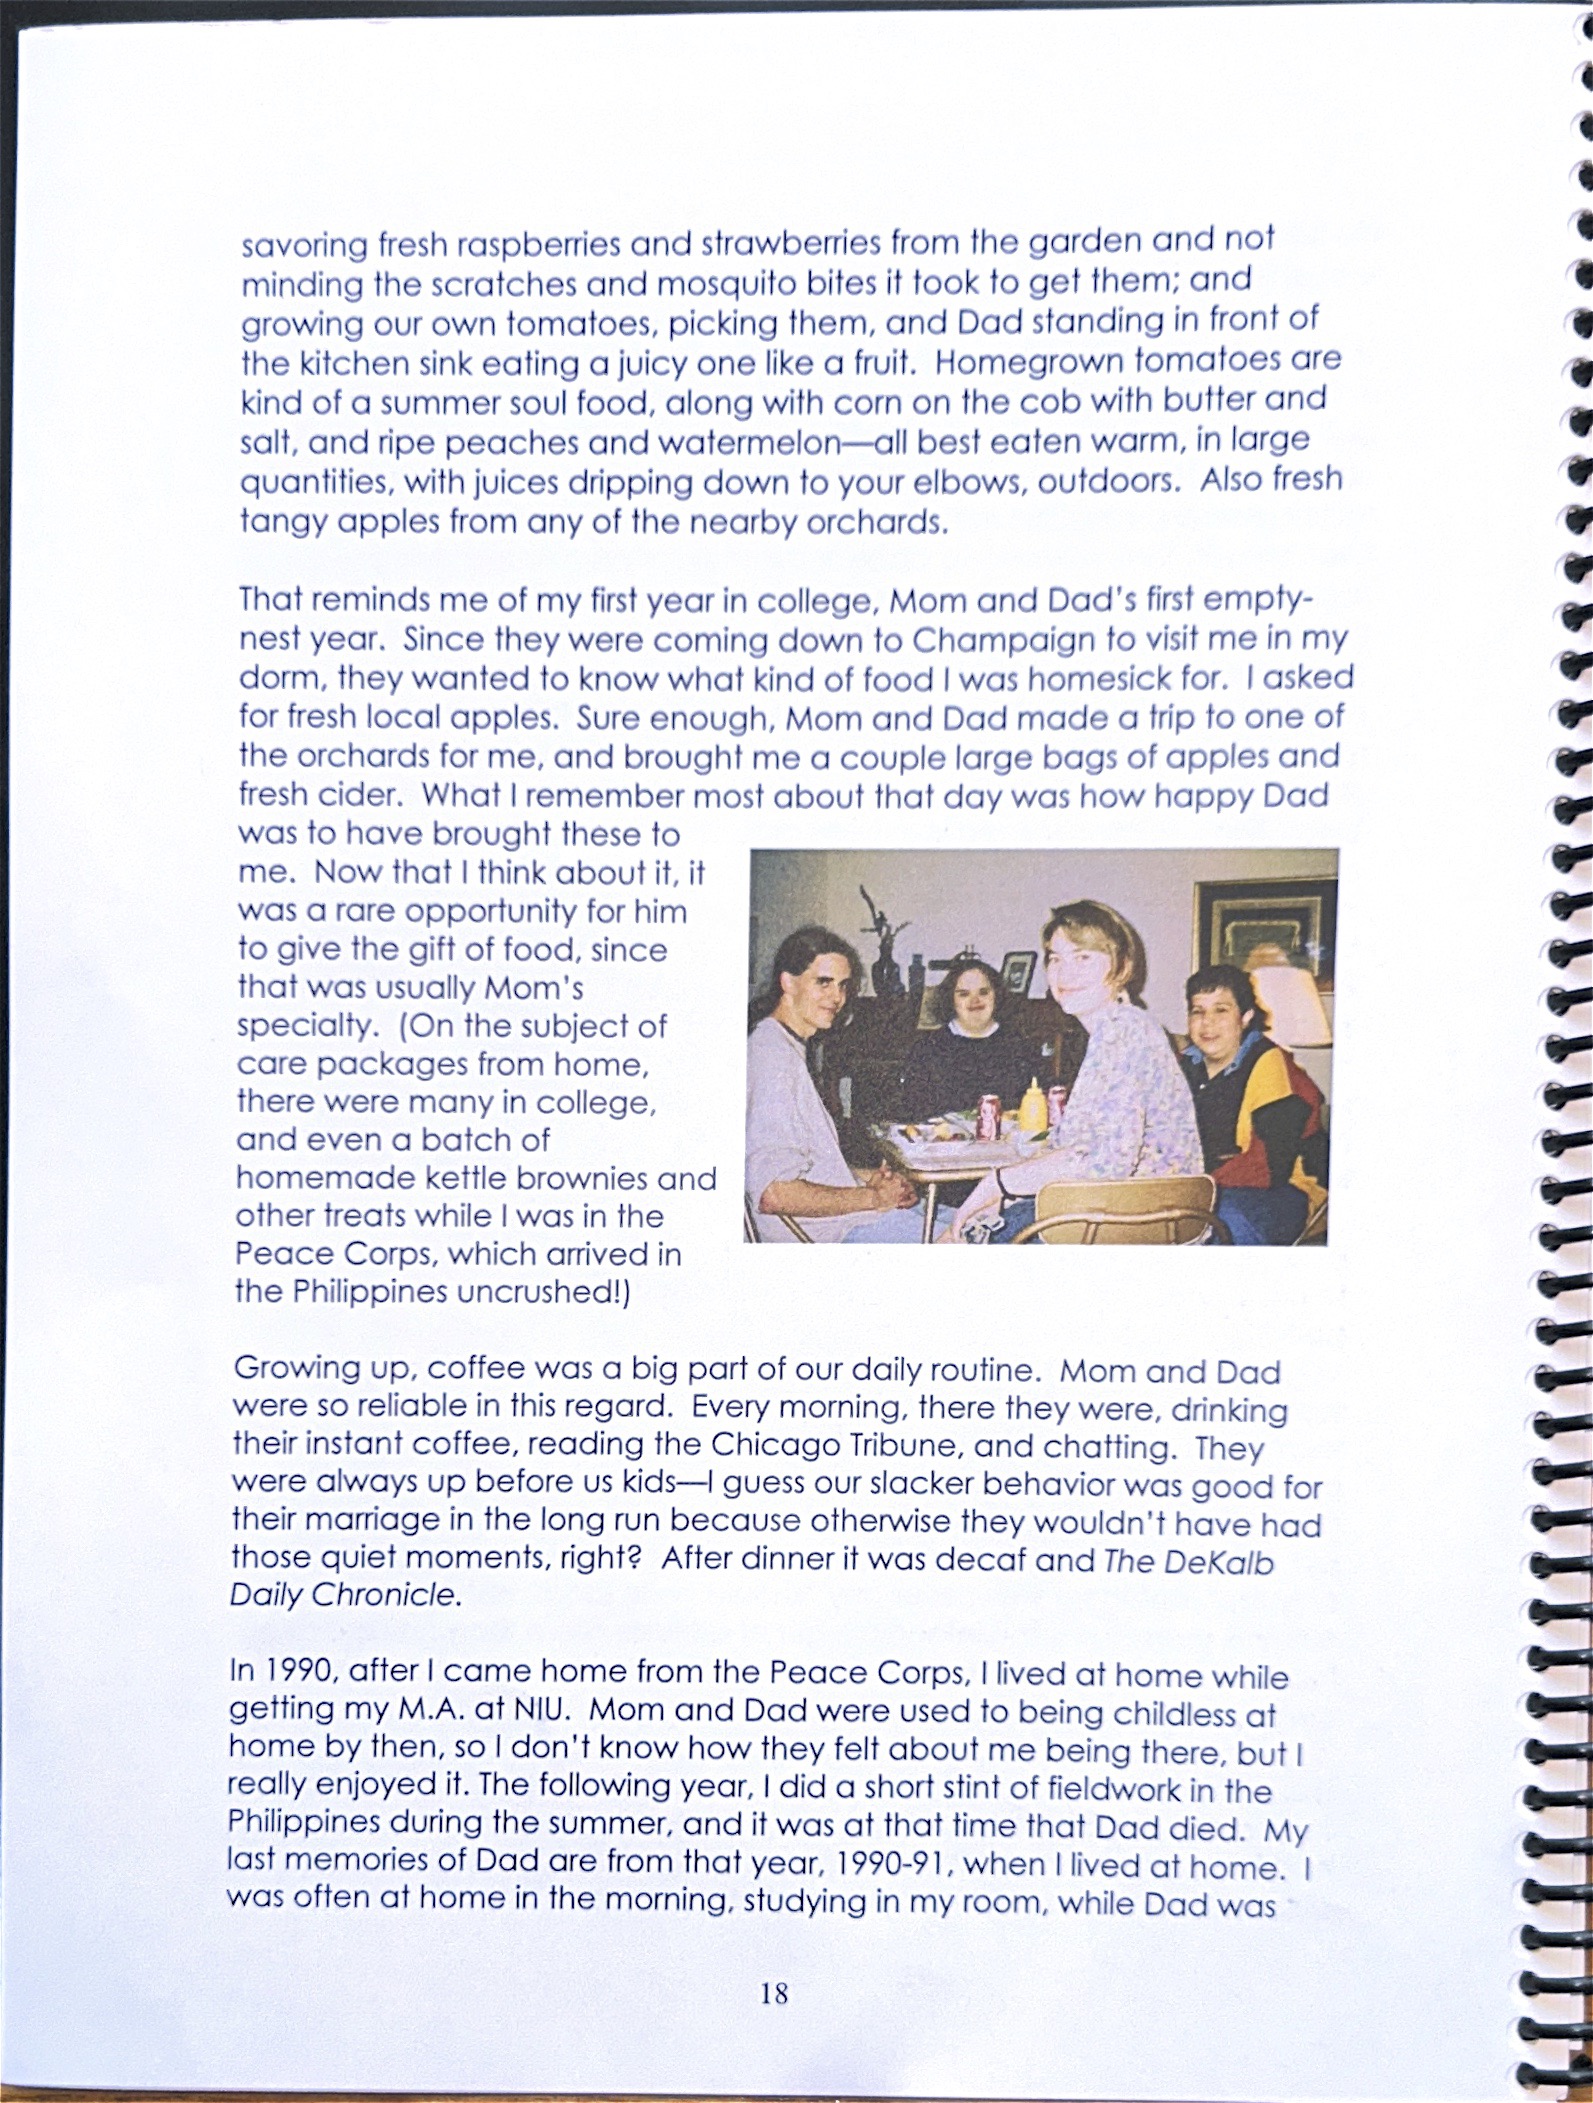 savoring fresh raspberries and strawberries from the garden and not
minding the scratches and mosquito bites it took to get them; and
growing our own tomatoes, picking them, and Dad standing in front of
the kitchen sink eating a juicy one like a fruit.  Homegrown tomatoes are
kind of a summer soul food, along with corn on the cob with butter and
salt, and ripe peaches and watermelon—all best eaten warm, in large
quantities, with juices dripping down to your elbows, outdoors.  Also fresh
tangy apples from any of the nearby orchards.
That reminds me of my first year in college, Mom and Dad's first empty-
nest year.  Since they were coming down to Champaign to visit me in my
dorm, they wanted to know what kind of food I was homesick for.  I asked
for fresh local apples.  Sure enough, Mom and Dad made a trip to one of
the orchards for me, and brought me a couple large bags of apples and
fresh cider.  What I remember most about that day was how happy Dad
was to have brought these to
me.  Now that I think about it, it
was a rare opportunity for him
to give the gift of food, since
that was usually Mom's
specialty.  (On the subject of
care packages from home,
there were many in college,
and even a batch of
homemade kettle brownies and
other treats while I was in the
Peace Corps, which arrived in
the Philippines uncrushed!)
Growing up, coffee was a big part of our daily routine.  Mom and Dad
were so reliable in this regard.  Every morning, there they were, drinking
their instant coffee, reading the Chicago Tribune, and chatting.  They
were always up before us kids—I guess our slacker behavior was good for
their marriage in the long run because otherwise they wouldn't have had
those quiet moments, right?  After dinner it was decaf and The DeKalb
Daily Chronicle.
In 1990, after I came home from the Peace Corps, I lived at home while
getting my M.A. at NIU.  Mom and Dad were used to being childless at
home by then, so I don't know how they felt about me being there, but I
really enjoyed it. The following year, I did a short stint of fieldwork in the
Philippines during the summer, and it was at that time that Dad died.  My
last memories of Dad are from that year, 1990-91, when I lived at home.  I
was often at home in the morning, studying in my room, while Dad was
18